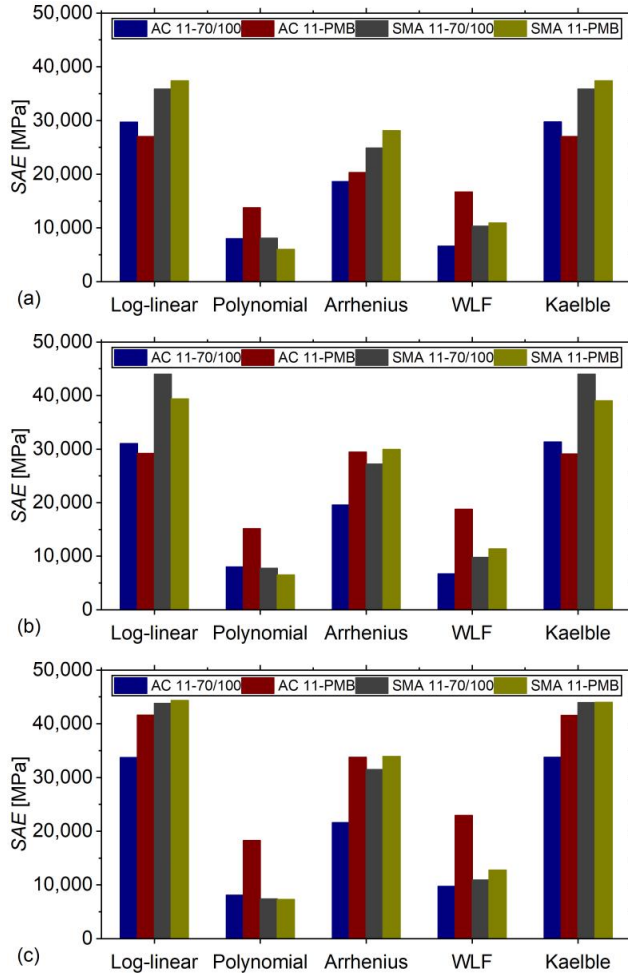 50,000
AC 11-70/100 AC 11-PMB SMA 11-70/100 SMA 11-PMB
40,000
30,000
SAE [MPa]
20,000
10,000
0
(a)
Log-linear Polynomial Arrhenius WLF Kaelble
50,000
AC 11-70/100 AC 11-PMB SMA 11-70/100 SMA 11-PMB
40,000
30,000
SAE [MPa]
20,000
10,000
0
(b)
Log-linear Polynomial Arrhenius WLF Kaelble
50,000
AC 11-70/100 AC 11-PMB SMA 11-70/100 SMA 11-PMB
40,000
30,000
SAE [MPa]
20,000
10,000
0
(c)
Log-linear Polynomial Arrhenius WLF Kaelble